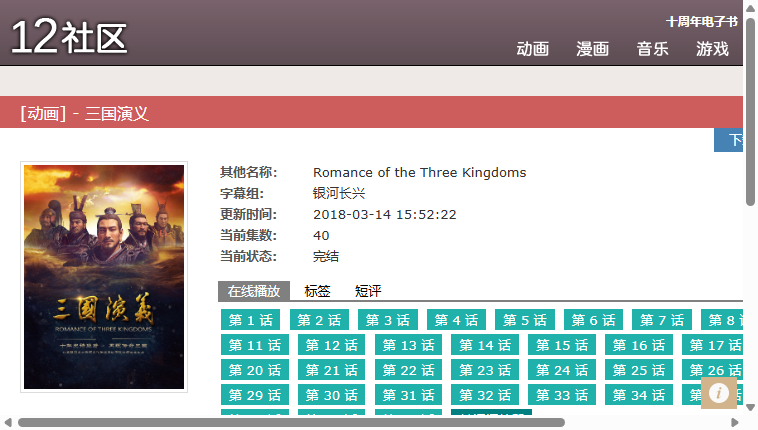 12社区
十周年电子书
动画 漫画 音乐 游戏
[动画] - 三国演义
三國演義
ROMANCE OF THREE KINGDOMS
其他名称： Romance of the Three Kingdoms
字幕组： 银河长兴
更新时间： 2018-03-14 15:52:22
当前集数： 40
当前状态： 完结
在线播放 标签 短评
第 1 话 第 2 话 第 3 话 第 4 话 第 5 话 第 6 话 第 7 话 第 8
第 11 话 第 12 话 第 13 话 第 14 话 第 15 话 第 16 话 第 17 话
第 20 话 第 21 话 第 22 话 第 23 话 第 24 话 第 25 话 第 26 话
第 29 话 第 30 话 第 31 话 第 32 话 第 33 话 第 34 话